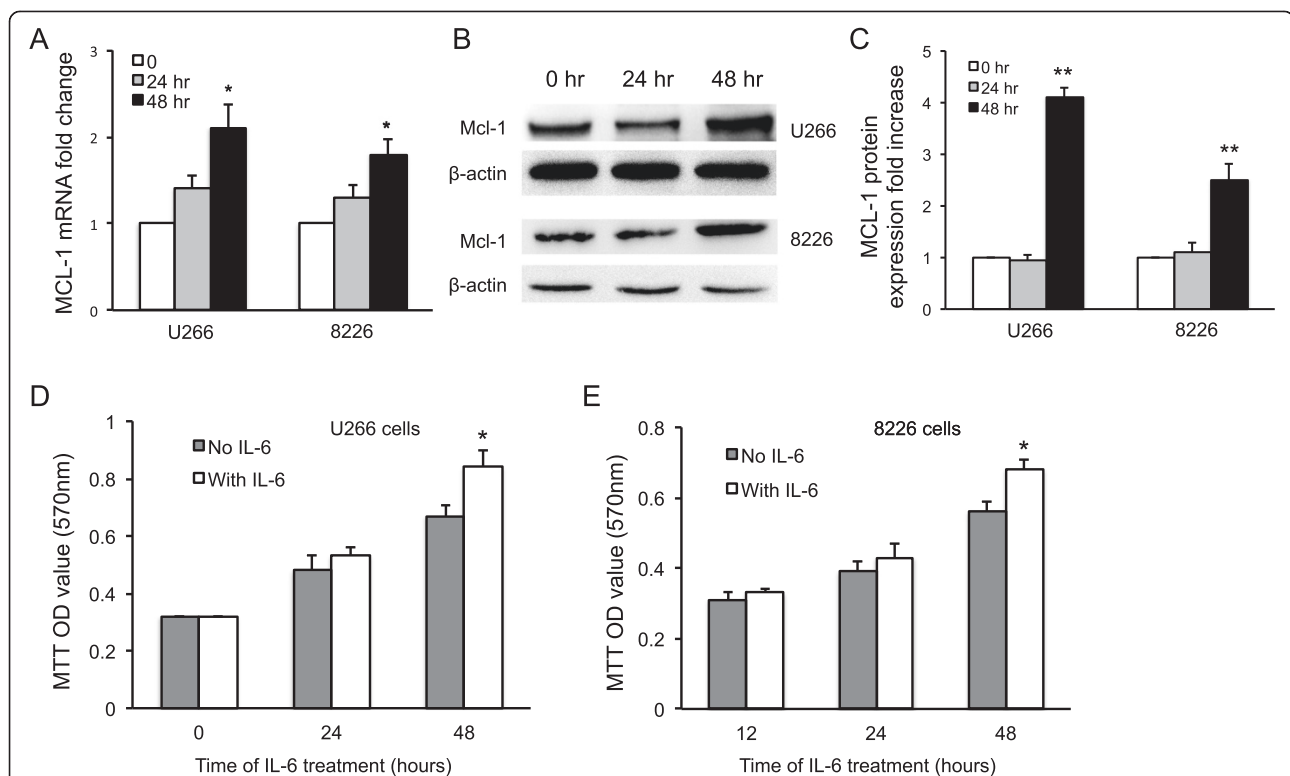 A
MCL-1 mRNA fold change
3
2
1
0
0
24 hr
48 hr
*
*
U266
8226
B
0 hr 24 hr 48 hr
Mcl-1
U266
β-actin
Mcl-1
8226
β-actin
C
MCL-1 protein
expression fold increase
5
4
3
2
1
0
0 hr
24 hr
48 hr
**
**
U266
8226
D
MTT OD value (570nm)
1
0.8
0.6
0.4
0.2
0
U266 cells
No IL-6
With IL-6
*
0 24 48
Time of IL-6 treatment (hours)
E
MTT OD value (570nm)
0.8
0.6
0.4
0.2
0
8226 cells
No IL-6
With IL-6
*
12 24 48
Time of IL-6 treatment (hours)